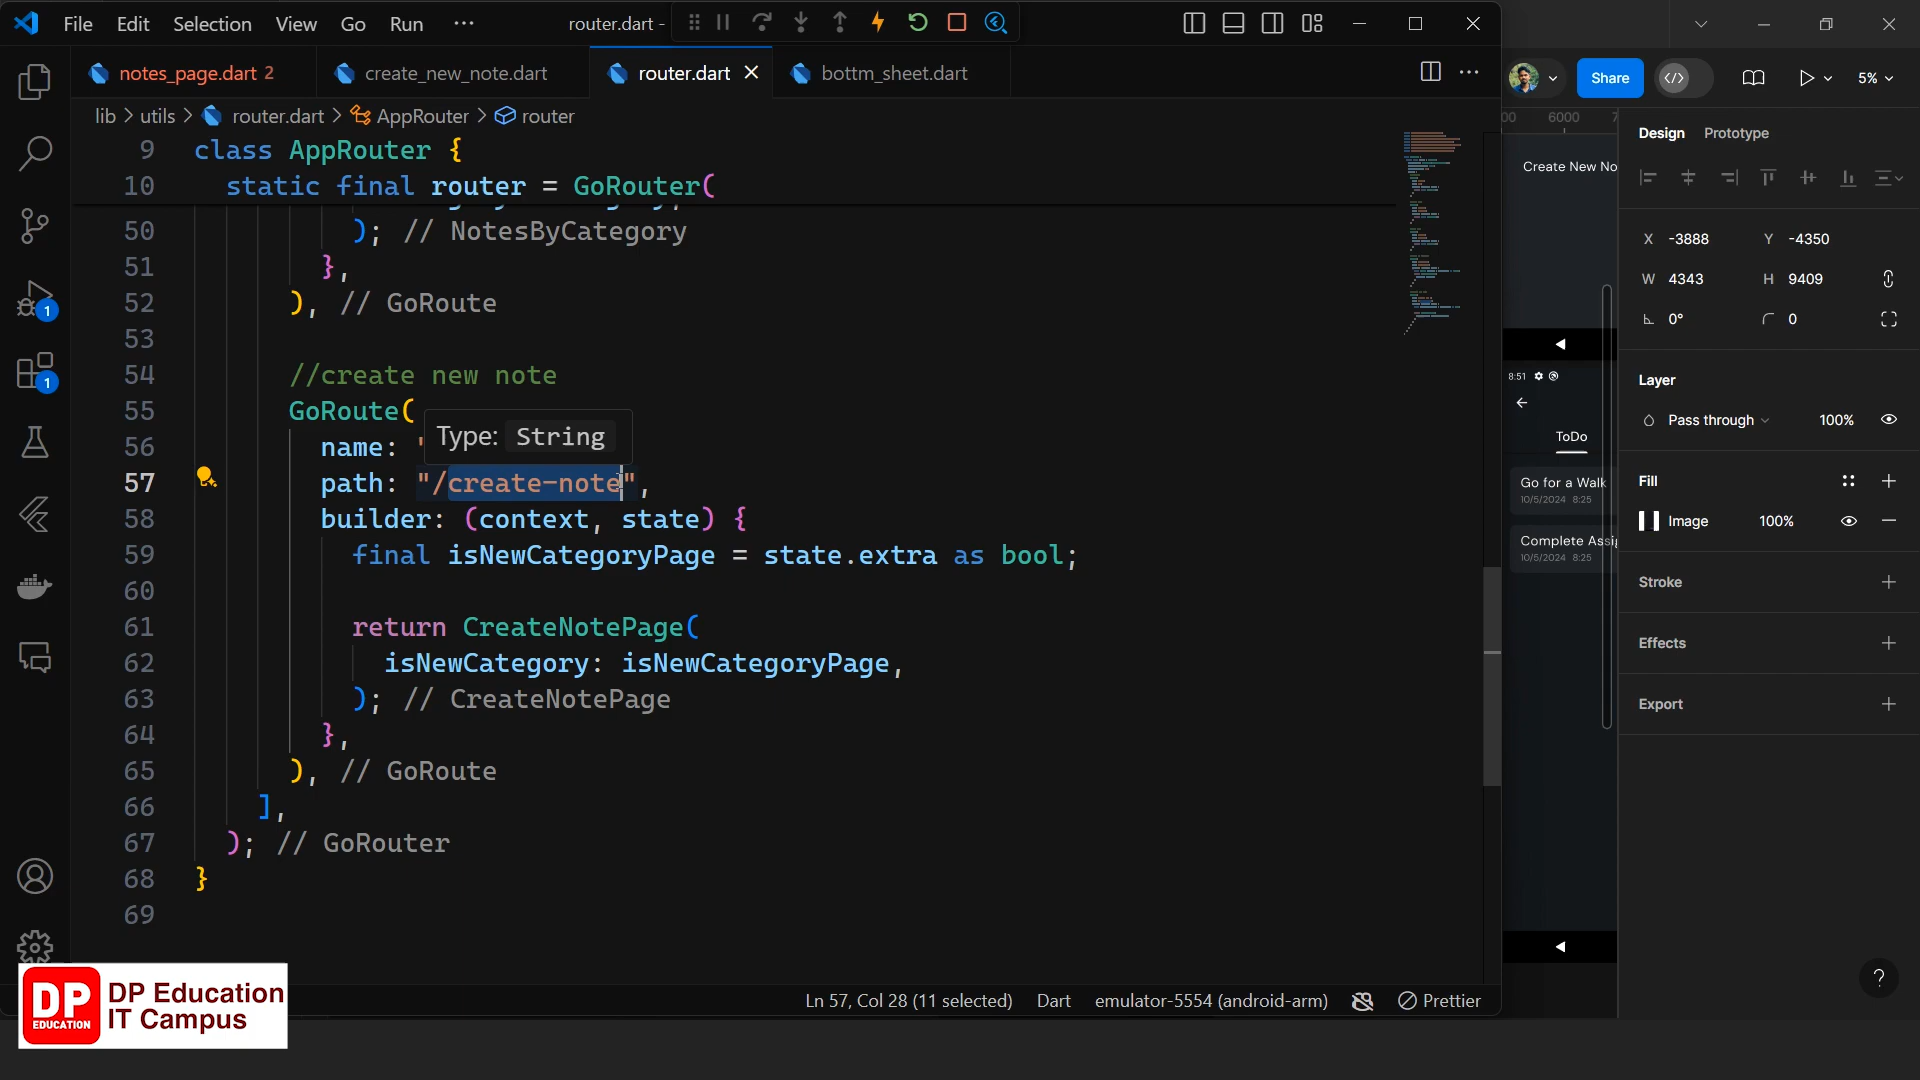 File Edit Selection View Go Run ··· router.dart -
notes_page.dart 2 create_new_note.dart router.dart bottm_sheet.dart
lib > utils > router.dart > AppRouter > router
9 class AppRouter {
10 static final router = GoRouter(
50 ); // NotesByCategory
51 },
52 ), // GoRoute
53
54 //create new note
55 GoRoute(
56 name: '
Type: String
57 path: "/create-note",
58 builder: (context, state) {
59 final isNewCategoryPage = state.extra as bool;
60
61 return CreateNotePage(
62 isNewCategory: isNewCategoryPage,
63 ); // CreateNotePage
64 },
65 ), // GoRoute
66 ],
67 ); // GoRouter
68 }
69
1
1
Ln 57, Col 28 (11 selected) Dart emulator-5554 (android-arm) Prettier
DP EDUCATION
DP Education
IT Campus
Share 5%
00 6000 7
Create New No
8:51
ToDo
Go for a Walk
10/5/2024 8:25
Complete Assig
10/5/2024 8:25
Design Prototype
X -3888 Y -4350
W 4343 H 9409
0° 0
Layer
Pass through 100%
Fill
Image 100%
Stroke
Effects
Export
?